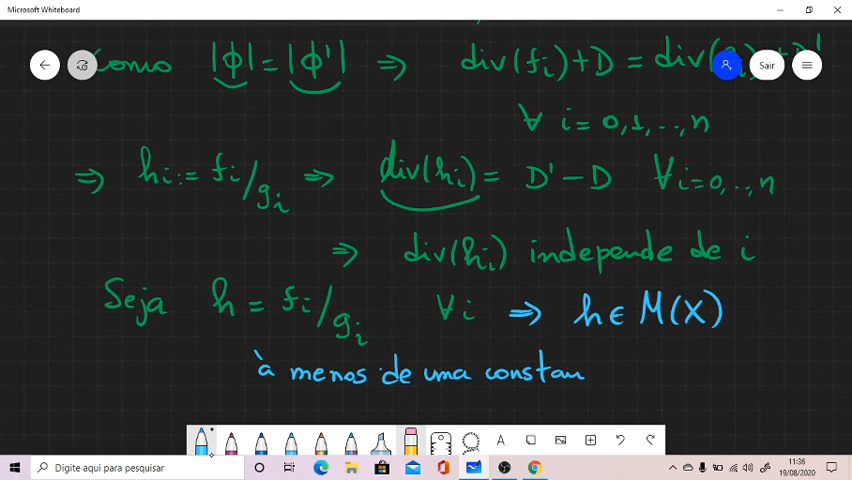 Microsoft Whiteboard
Como |Φ| = |Φ'| ⇒ div(fi) + D = div(gi) + D'
Sair
∀ i = 0, 1, ..., n
⇒ hi := fi/gi ⇒ div(hi) = D' - D ∀ i = 0, .., n
⇒ div(hi) independe de i
Seja h = fi/gi ∀ i ⇒ h ∈ M(X)
à menos de uma constan
Digite aqui para pesquisar
11:36
19/08/2020